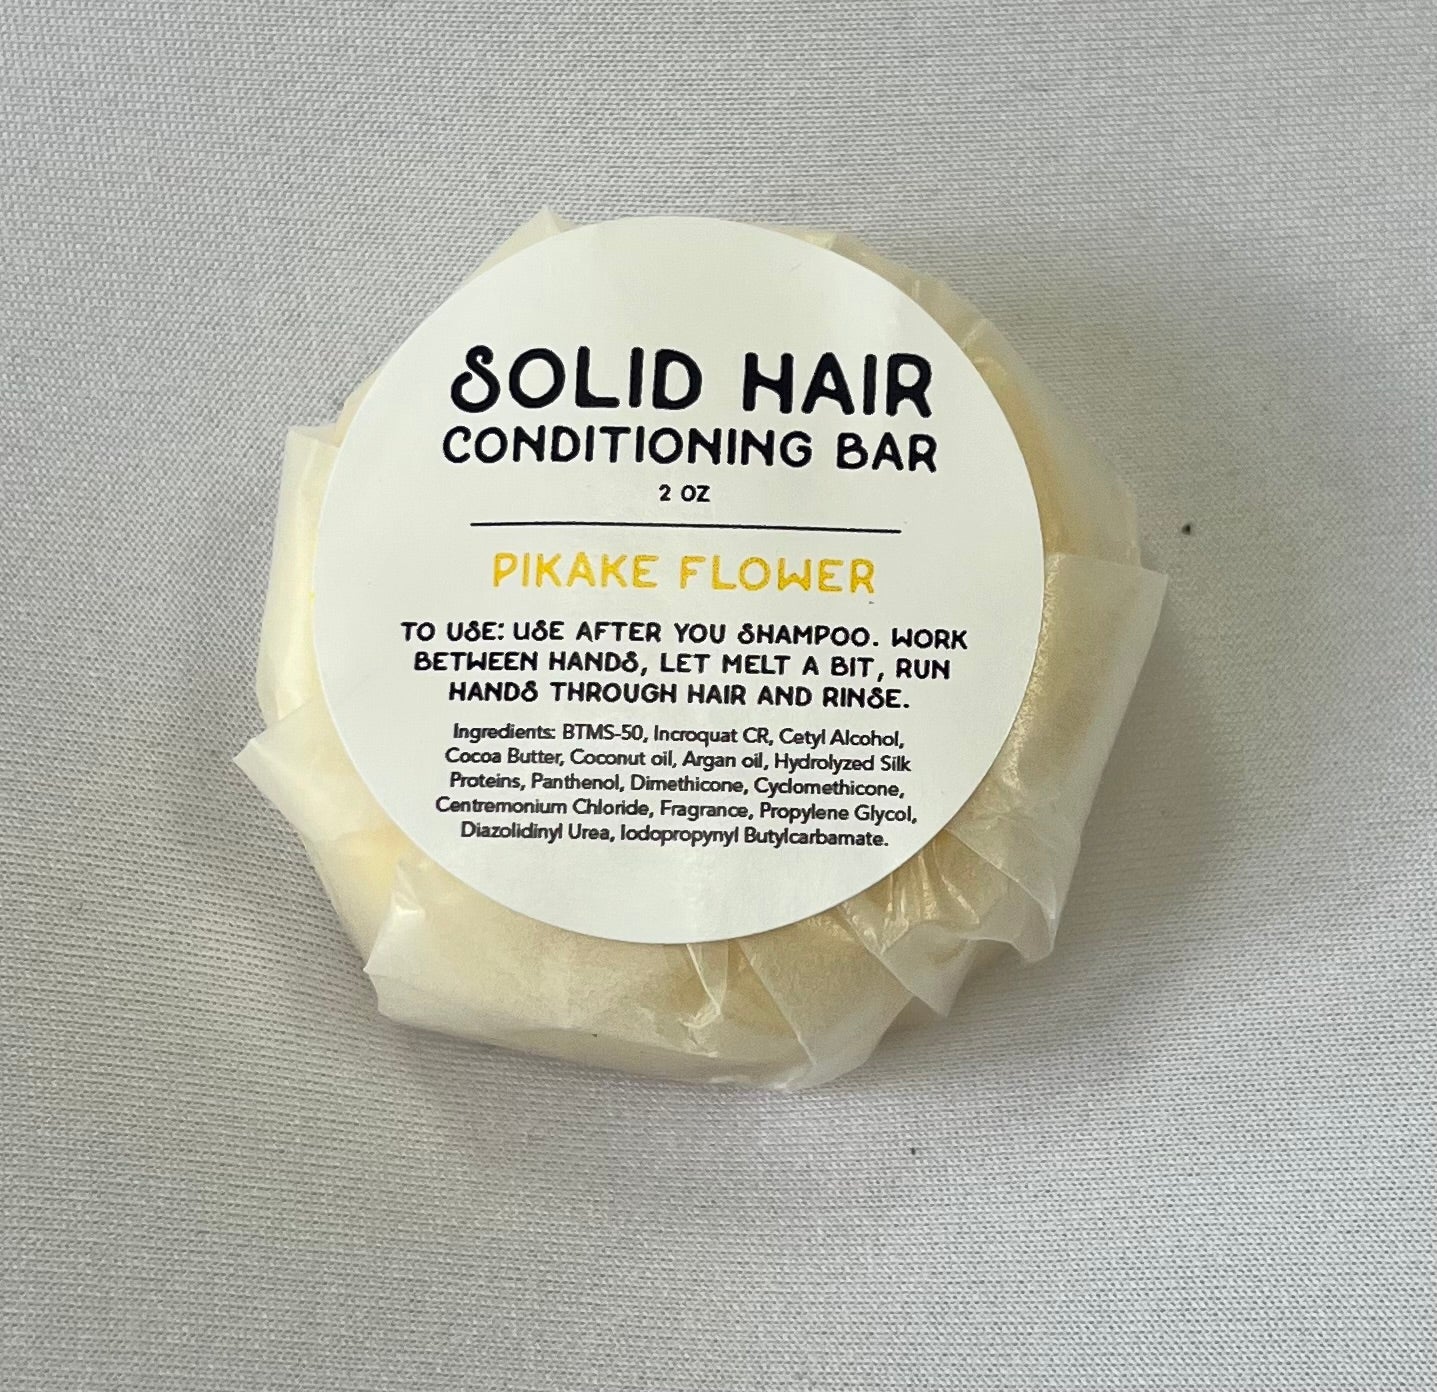 SOLID HAIR
CONDITIONING BAR
2 OZ
PIKAKE FLOWER
TO USE: USE AFTER YOU SHAMPOO. WORK
BETWEEN HANDS, LET MELT A BIT, RUN
HANDS THROUGH HAIR AND RINSE.
Ingredients: BTMS-50, Incroquat CR, Cetyl Alcohol,
Cocoa Butter, Coconut oil, Argan oil, Hydrolyzed Silk
Proteins, Panthenol, Dimethicone, Cyclomethicone,
Centremonium Chloride, Fragrance, Propylene Glycol,
Diazolidinyl Urea, Iodopropynyl Butylcarbamate.